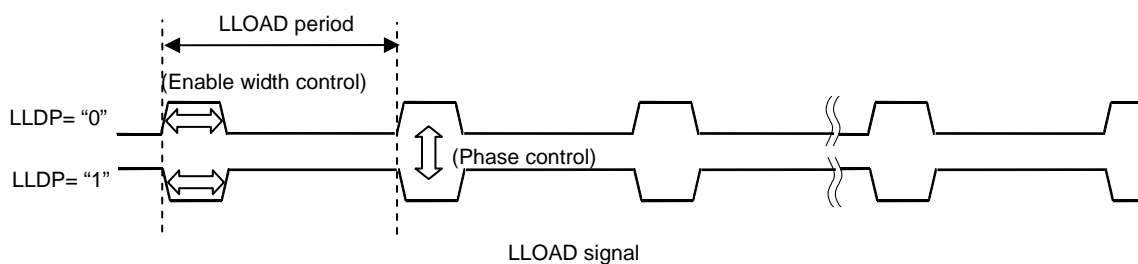 LLOAD period
(Enable width control)
LLDP= “0”
(Phase control)
LLDP= “1”
LLOAD signal